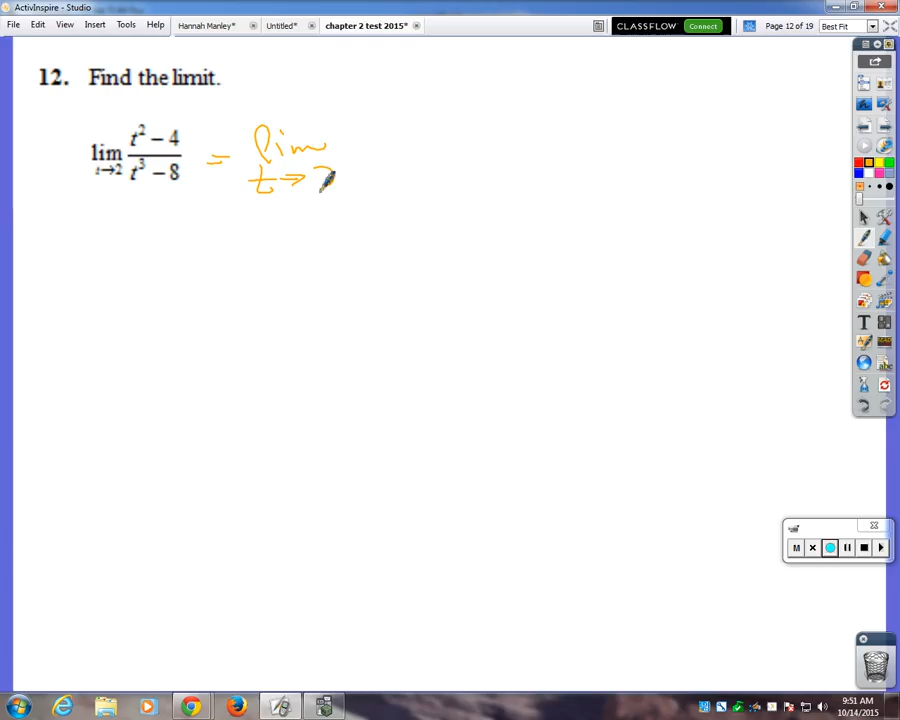 ActivInspire - Studio
File Edit View Insert Tools Help Hannah Manley* Untitled* chapter 2 test 2015* CLASSFLOW Connect Page 12 of 19 Best Fit
12. Find the limit.
lim t→2 (t² − 4)/(t³ − 8) = lim t→2
T
abc
M
9:51 AM
10/14/2015